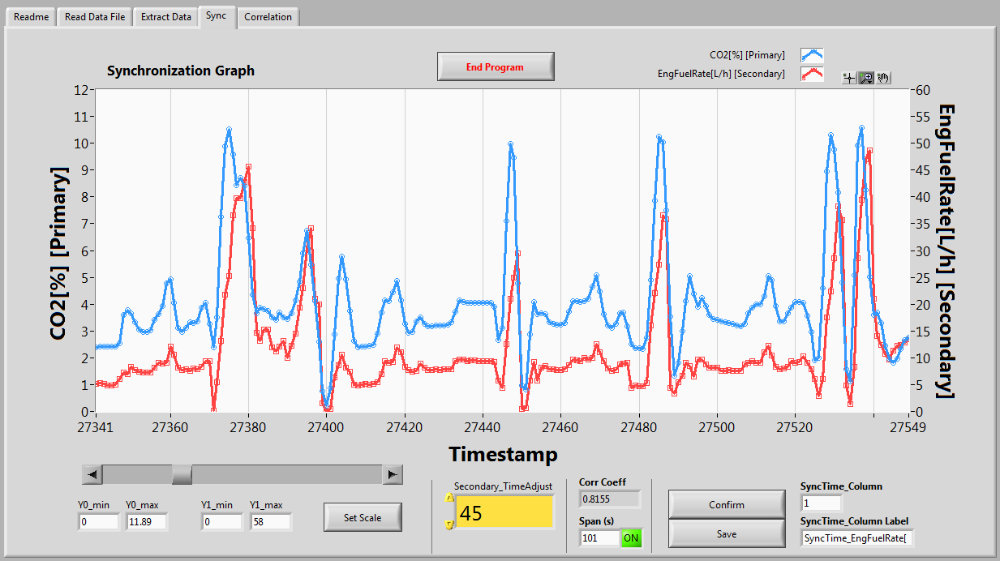 Readme Read Data File Extract Data Sync Correlation
Synchronization Graph
End Program
CO2[%] [Primary]
EngFuelRate[L/h] [Secondary]
CO2[%] [Primary]
12
11
10
9
8
7
6
5
4
3
2
1
0
60
55
50
45
40
35
30
25
20
15
10
5
0
EngFuelRate[L/h] [Secondary]
27341 27360 27380 27400 27420 27440 27460 27480 27500 27520 27549
Timestamp
Y0_min Y0_max Y1_min Y1_max
0 11.89 0 58
Set Scale
Secondary_TimeAdjust
45
Corr Coeff
0.8155
Span (s)
101 ON
Confirm
Save
SyncTime_Column
1
SyncTime_Column Label
SyncTime_EngFuelRate[